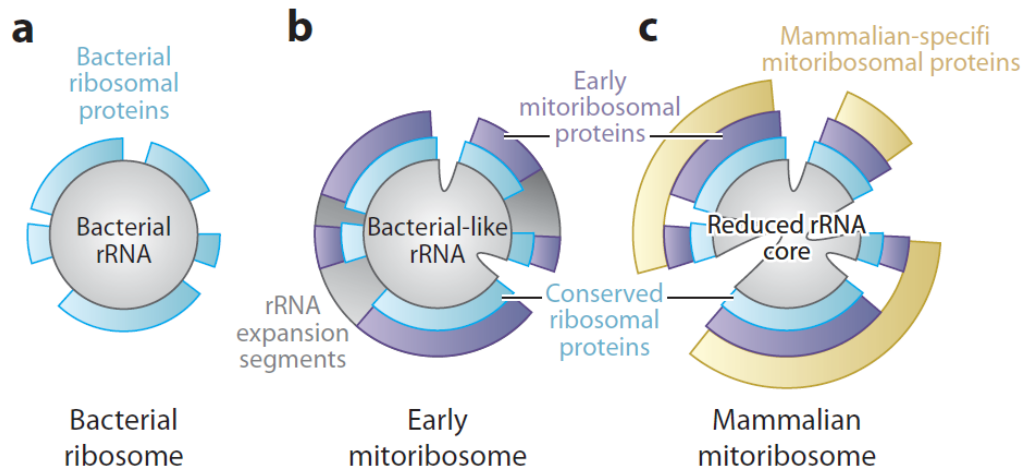 a
Bacterial
ribosomal
proteins
Bacterial
rRNA
Bacterial
ribosome
b
Early
mitoribosomal
proteins
Bacterial-like
rRNA
rRNA
expansion
segments
Conserved
ribosomal
proteins
Early
mitoribosome
c
Mammalian-specifi
mitoribosomal proteins
Reduced rRNA
core
Mammalian
mitoribosome